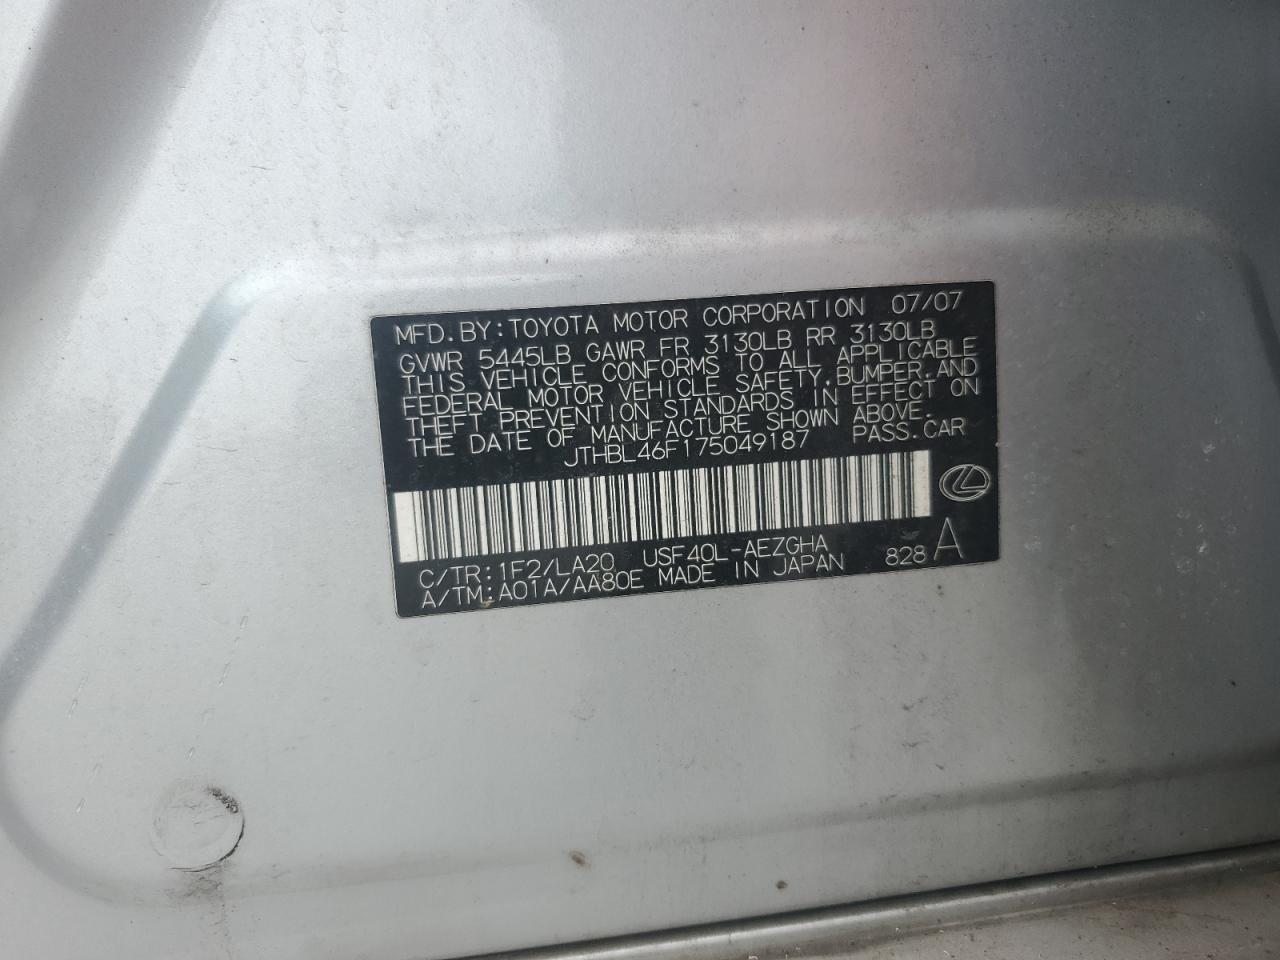 MFD. BY: TOYOTA MOTOR CORPORATION 07/07
GVWR 5445LB GAWR FR 3130LB RR 3130LB
THIS VEHICLE CONFORMS TO ALL APPLICABLE
FEDERAL MOTOR VEHICLE SAFETY, BUMPER, AND
THEFT PREVENTION STANDARDS IN EFFECT ON
THE DATE OF MANUFACTURE SHOWN ABOVE.
JTHBL46F175049187 PASS. CAR
C/TR: 1F2/LA20 USF40L-AEZGHA
A/TM: A01A/AA80E MADE IN JAPAN 828 A